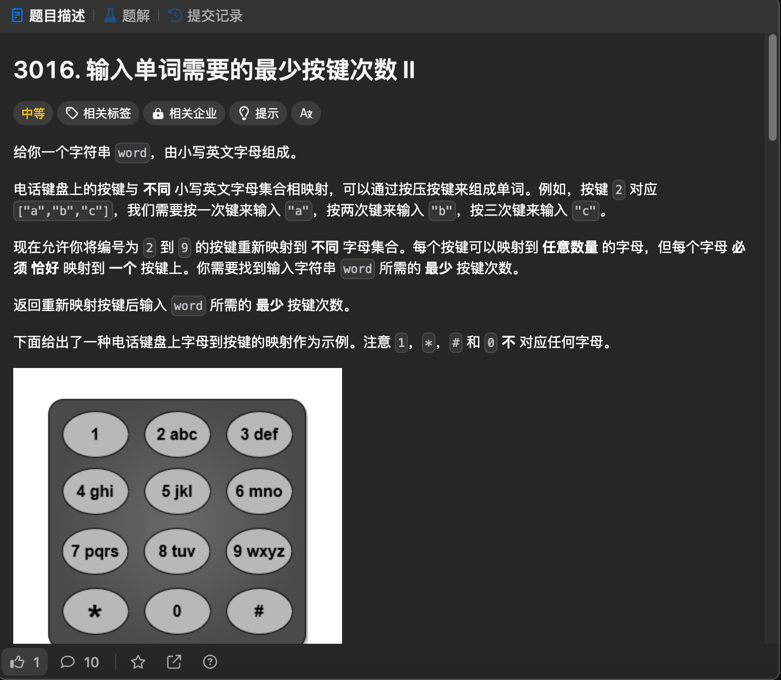 题目描述 题解 提交记录
3016. 输入单词需要的最少按键次数 II
中等 相关标签 相关企业 提示 Az
给你一个字符串 word，由小写英文字母组成。
电话键盘上的按键与 不同 小写英文字母集合相映射，可以通过按压按键来组成单词。例如，按键 2 对应
["a","b","c"]，我们需要按一次键来输入 "a"，按两次键来输入 "b"，按三次键来输入 "c"。
现在允许你将编号为 2 到 9 的按键重新映射到 不同 字母集合。每个按键可以映射到 任意数量 的字母，但每个字母 必
须 恰好 映射到 一个 按键上。你需要找到输入字符串 word 所需的 最少 按键次数。
返回重新映射按键后输入 word 所需的 最少 按键次数。
下面给出了一种电话键盘上字母到按键的映射作为示例。注意 1，*，# 和 0 不 对应任何字母。
1 2 abc 3 def
4 ghi 5 jkl 6 mno
7 pqrs 8 tuv 9 wxyz
* 0 #
1 10